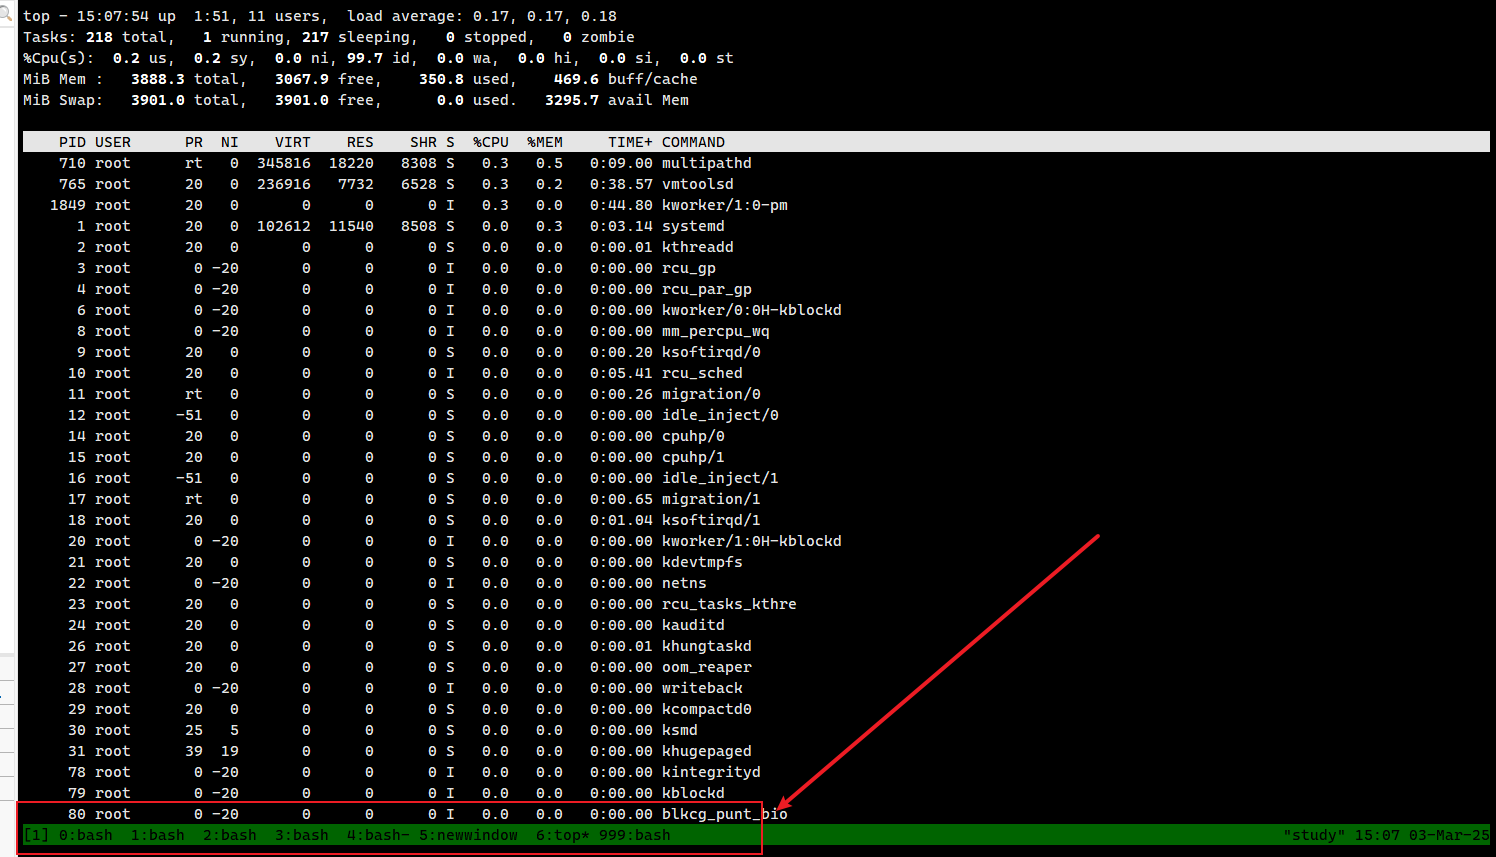 top - 15:07:54 up  1:51, 11 users,  load average: 0.17, 0.17, 0.18
Tasks: 218 total,   1 running, 217 sleeping,   0 stopped,   0 zombie
%Cpu(s):  0.2 us,  0.2 sy,  0.0 ni, 99.7 id,  0.0 wa,  0.0 hi,  0.0 si,  0.0 st
MiB Mem :   3888.3 total,   3067.9 free,    350.8 used,    469.6 buff/cache
MiB Swap:   3901.0 total,   3901.0 free,      0.0 used.   3295.7 avail Mem
PID USER      PR  NI    VIRT    RES    SHR S  %CPU  %MEM     TIME+ COMMAND
710 root      rt   0  345816  18220   8308 S   0.3   0.5   0:09.00 multipathd
765 root      20   0  236916   7732   6528 S   0.3   0.2   0:38.57 vmtoolsd
1849 root      20   0       0      0      0 I   0.3   0.0   0:44.80 kworker/1:0-pm
1 root      20   0  102612  11540   8508 S   0.0   0.3   0:03.14 systemd
2 root      20   0       0      0      0 S   0.0   0.0   0:00.01 kthreadd
3 root       0 -20       0      0      0 I   0.0   0.0   0:00.00 rcu_gp
4 root       0 -20       0      0      0 I   0.0   0.0   0:00.00 rcu_par_gp
6 root       0 -20       0      0      0 I   0.0   0.0   0:00.00 kworker/0:0H-kblockd
8 root       0 -20       0      0      0 I   0.0   0.0   0:00.00 mm_percpu_wq
9 root      20   0       0      0      0 S   0.0   0.0   0:00.20 ksoftirqd/0
10 root      20   0       0      0      0 I   0.0   0.0   0:05.41 rcu_sched
11 root      rt   0       0      0      0 S   0.0   0.0   0:00.26 migration/0
12 root     -51   0       0      0      0 S   0.0   0.0   0:00.00 idle_inject/0
14 root      20   0       0      0      0 S   0.0   0.0   0:00.00 cpuhp/0
15 root      20   0       0      0      0 S   0.0   0.0   0:00.00 cpuhp/1
16 root     -51   0       0      0      0 S   0.0   0.0   0:00.00 idle_inject/1
17 root      rt   0       0      0      0 S   0.0   0.0   0:00.65 migration/1
18 root      20   0       0      0      0 S   0.0   0.0   0:01.04 ksoftirqd/1
20 root       0 -20       0      0      0 I   0.0   0.0   0:00.00 kworker/1:0H-kblockd
21 root      20   0       0      0      0 S   0.0   0.0   0:00.00 kdevtmpfs
22 root       0 -20       0      0      0 I   0.0   0.0   0:00.00 netns
23 root      20   0       0      0      0 S   0.0   0.0   0:00.00 rcu_tasks_kthre
24 root      20   0       0      0      0 S   0.0   0.0   0:00.00 kauditd
26 root      20   0       0      0      0 S   0.0   0.0   0:00.01 khungtaskd
27 root      20   0       0      0      0 S   0.0   0.0   0:00.00 oom_reaper
28 root       0 -20       0      0      0 I   0.0   0.0   0:00.00 writeback
29 root      20   0       0      0      0 S   0.0   0.0   0:00.00 kcompactd0
30 root      25   5       0      0      0 S   0.0   0.0   0:00.00 ksmd
31 root      39  19       0      0      0 S   0.0   0.0   0:00.00 khugepaged
78 root       0 -20       0      0      0 I   0.0   0.0   0:00.00 kintegrityd
79 root       0 -20       0      0      0 I   0.0   0.0   0:00.00 kblockd
80 root       0 -20       0      0      0 I   0.0   0.0   0:00.00 blkcg_punt_bio
[1] 0:bash  1:bash  2:bash  3:bash  4:bash- 5:newwindow  6:top* 999:bash "study" 15:07 03-Mar-25